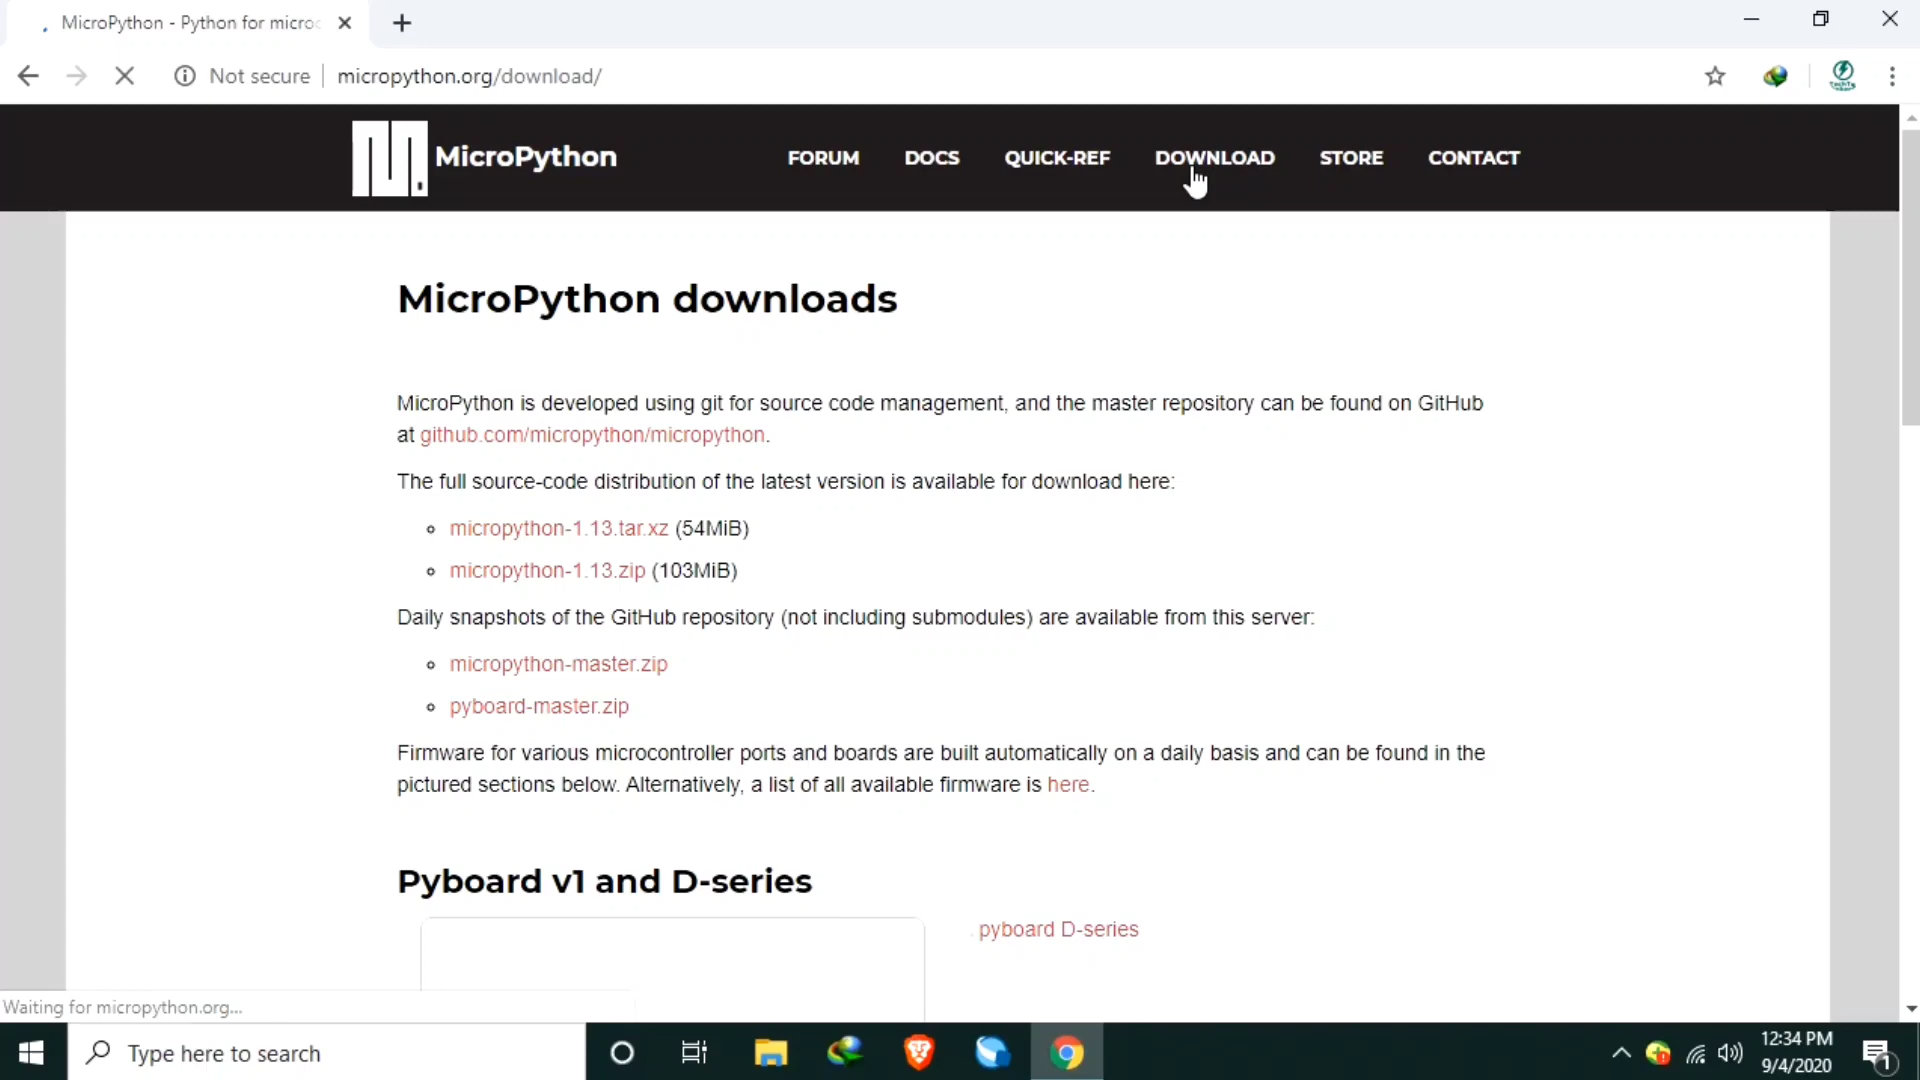 MicroPython - Python for microc
Not secure
micropython.org/download/
MicroPython
FORUM
DOCS
QUICK-REF
DOWNLOAD
STORE
CONTACT
MicroPython downloads
MicroPython is developed using git for source code management, and the master repository can be found on GitHub
at github.com/micropython/micropython.
The full source-code distribution of the latest version is available for download here:
micropython-1.13.tar.xz (54MiB)
micropython-1.13.zip (103MiB)
Daily snapshots of the GitHub repository (not including submodules) are available from this server:
micropython-master.zip
pyboard-master.zip
Firmware for various microcontroller ports and boards are built automatically on a daily basis and can be found in the
pictured sections below. Alternatively, a list of all available firmware is here.
Pyboard v1 and D-series
pyboard D-series
Waiting for micropython.org...
Type here to search
12:34 PM
9/4/2020
1